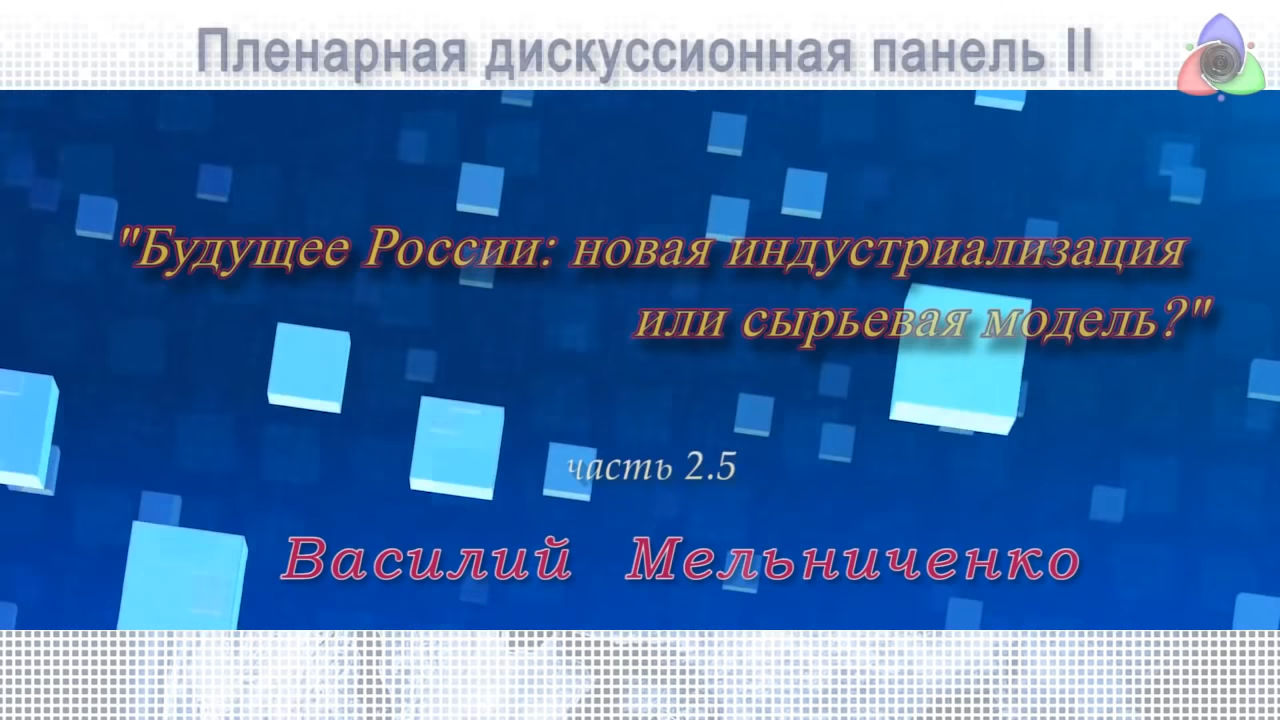 Пленарная дискуссионная панель II
"Будущее России: новая индустриализация
или сырьевая модель?"
часть 2.5
Василий Мельниченко